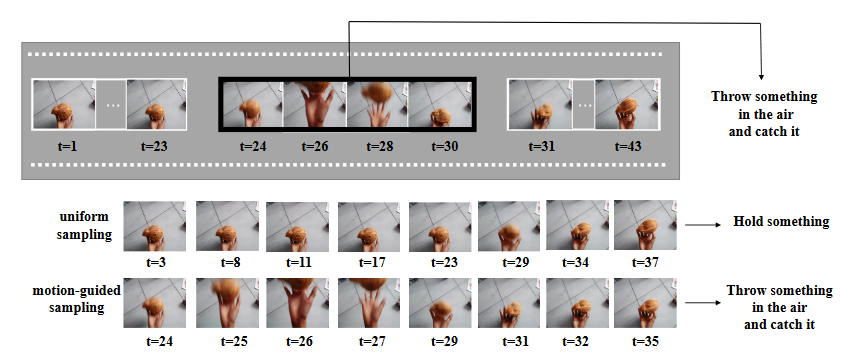 ...
...
t=1
t=23
t=24
t=26
t=28
t=30
t=31
t=43
Throw something
in the air
and catch it
uniform
sampling
t=3
t=8
t=11
t=17
t=23
t=29
t=34
t=37
Hold something
motion-guided
sampling
t=24
t=25
t=26
t=27
t=29
t=31
t=32
t=35
Throw something
in the air
and catch it